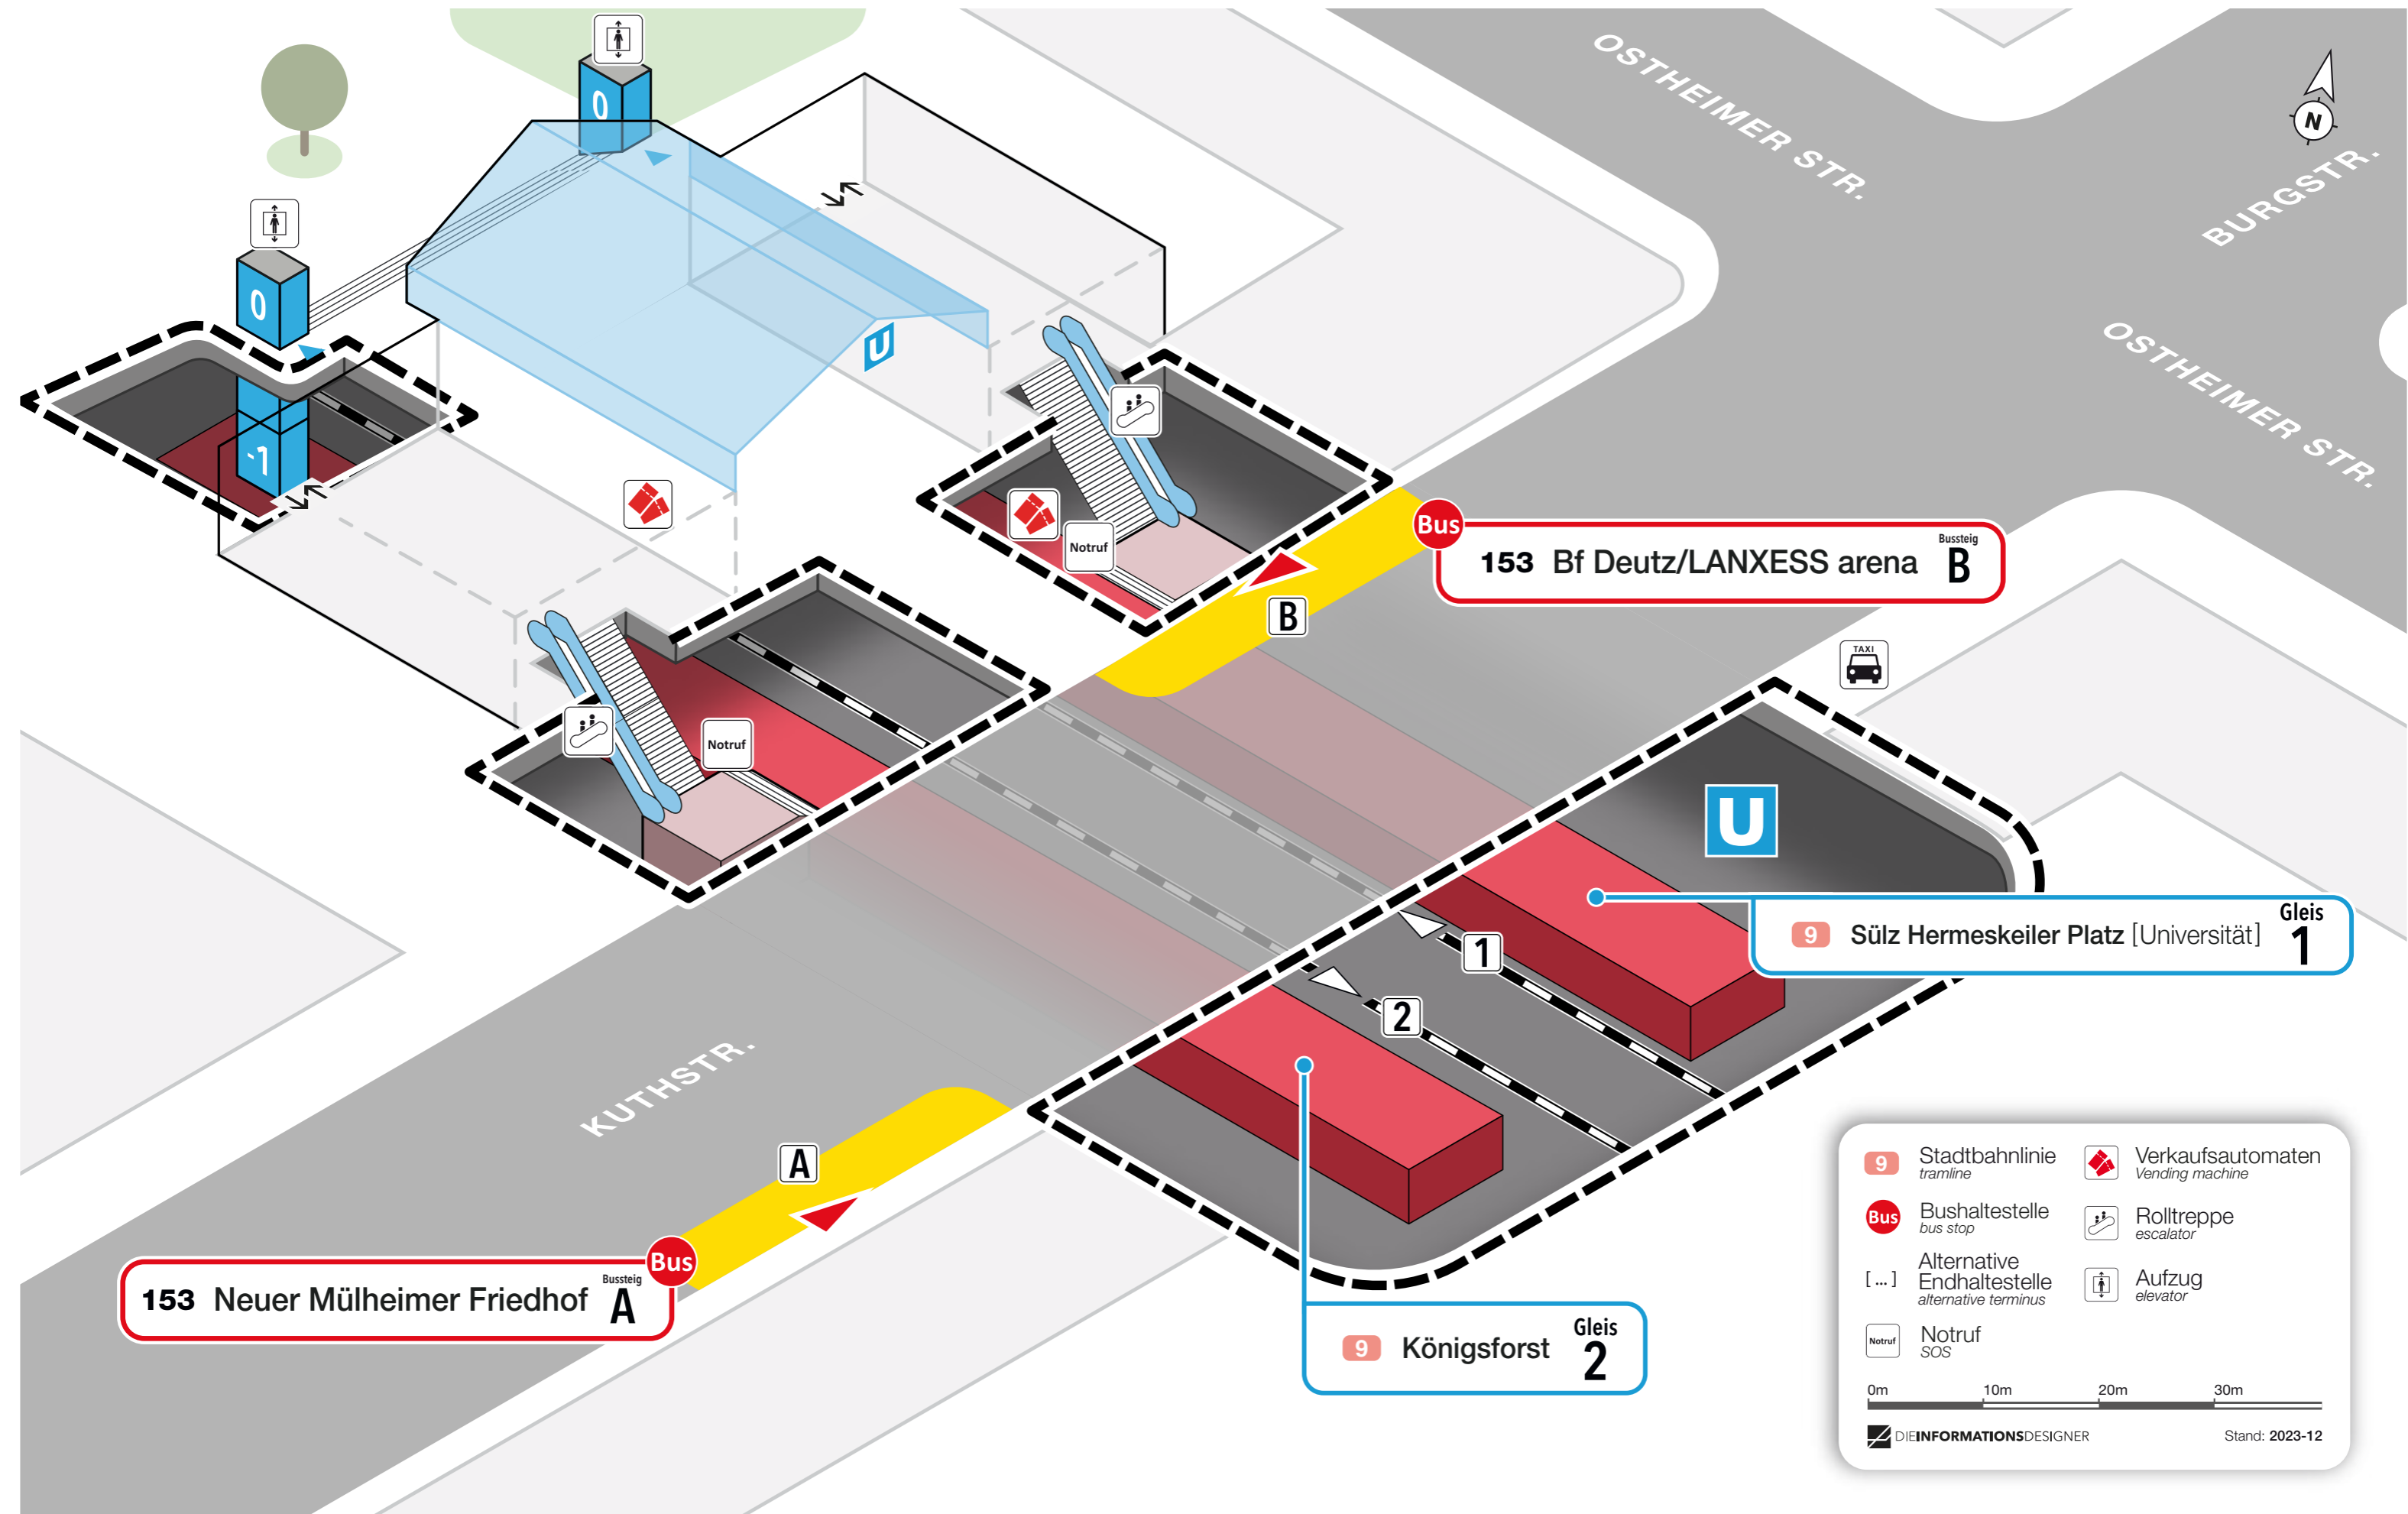 0
OSTHEIMER STR.
N
BURGSTR.
0
U
OSTHEIMER STR.
-1
Notruf
Bus
153 Bf Deutz/LANXESS arena
Bussteig
B
B
TAXI
Notruf
U
9 Sülz Hermeskeiler Platz [Universität]
Gleis
1
1
2
KUTHSTR.
A
Bus
153 Neuer Mülheimer Friedhof
Bussteig
A
9 Königsforst
Gleis
2
9 Stadtbahnlinie
tramline
Bus Bushaltestelle
bus stop
[ ... ] Alternative
Endhaltestelle
alternative terminus
Notruf Notruf
SOS
Verkaufsautomaten
Vending machine
Rolltreppe
escalator
Aufzug
elevator
0m 10m 20m 30m
DIEINFORMATIONSDESIGNER
Stand: 2023-12